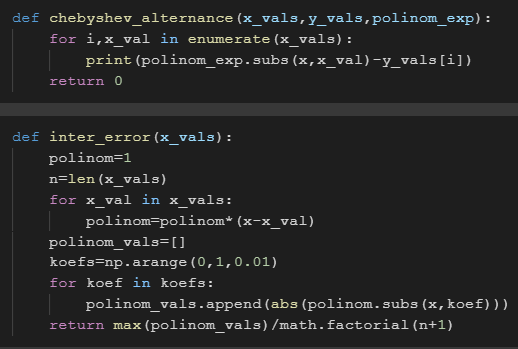 def chebyshev_alternance(x_vals,y_vals,polinom_exp):
    for i,x_val in enumerate(x_vals):
        print(polinom_exp.subs(x,x_val)-y_vals[i])
    return 0
def inter_error(x_vals):
    polinom=1
    n=len(x_vals)
    for x_val in x_vals:
        polinom=polinom*(x-x_val)
    polinom_vals=[]
    koefs=np.arange(0,1,0.01)
    for koef in koefs:
        polinom_vals.append(abs(polinom.subs(x,koef)))
    return max(polinom_vals)/math.factorial(n+1)